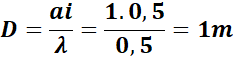 D = ai/λ = 1.0,5/0,5 = 1m